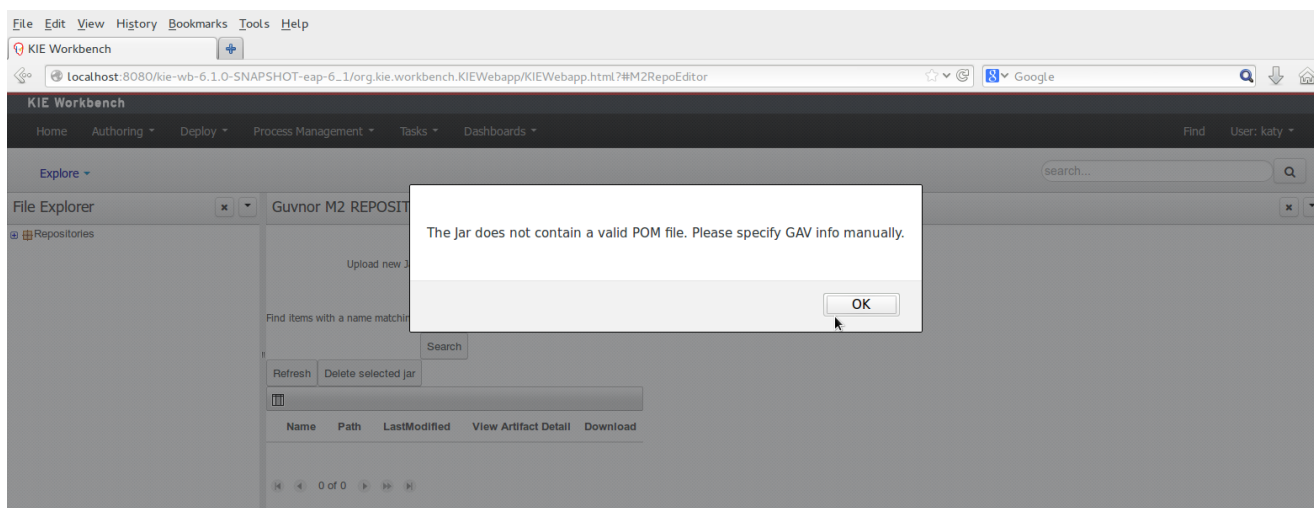 File Edit View History Bookmarks Tools Help
KIE Workbench
localhost:8080/kie-wb-6.1.0-SNAPSHOT-eap-6_1/org.kie.workbench.KIEWebapp/KIEWebapp.html?#M2RepoEditor
Google
KIE Workbench
Home Authoring Deploy Process Management Tasks Dashboards Find User: katy
Explore search...
File Explorer Guvnor M2 REPOSIT
Repositories
The Jar does not contain a valid POM file. Please specify GAV info manually.
Upload new J
OK
Find items with a name matchin
Search
Refresh Delete selected jar
Name Path LastModified View Artifact Detail Download
0 of 0